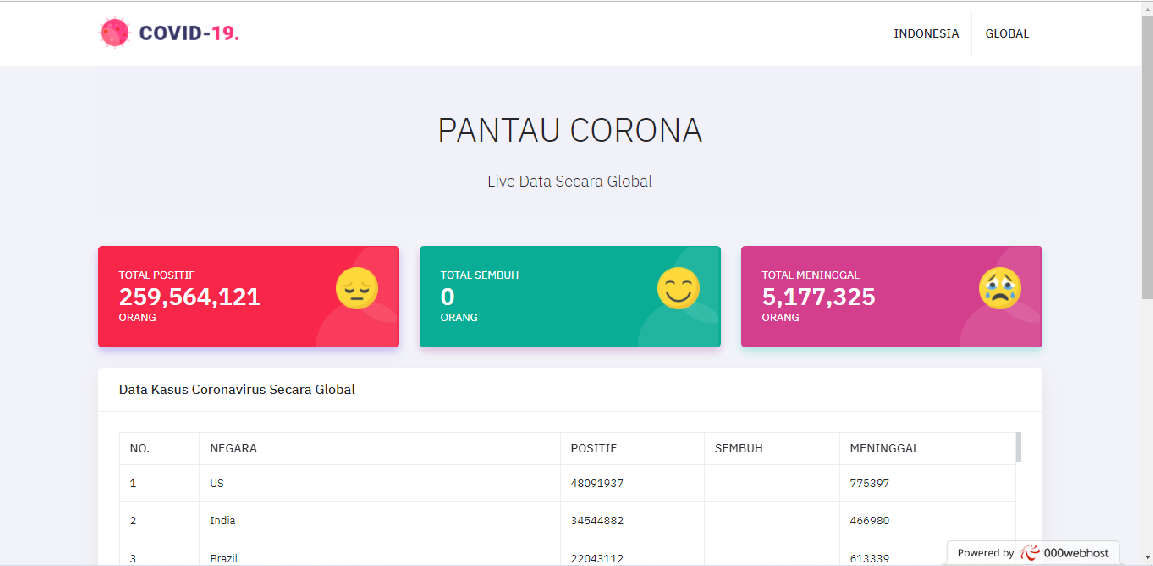 COVID-19.
INDONESIA
GLOBAL
PANTAU CORONA
Live Data Secara Global
TOTAL POSITIF
259,564,121
ORANG
TOTAL SEMBUH
0
ORANG
TOTAL MENINGGAL
5,177,325
ORANG
Data Kasus Coronavirus Secara Global
NO. NEGARA POSITIF SEMBUH MENINGGAL
1 US 48091937 775397
2 India 34544882 466980
3 Brazil 22043112 613339
Powered by 000webhost